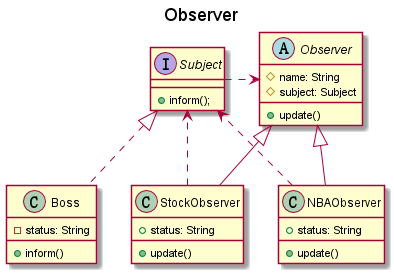 Observer
I Subject
inform();
A Observer
name: String
subject: Subject
update()
C Boss
status: String
inform()
C StockObserver
status: String
update()
C NBAObserver
status: String
update()